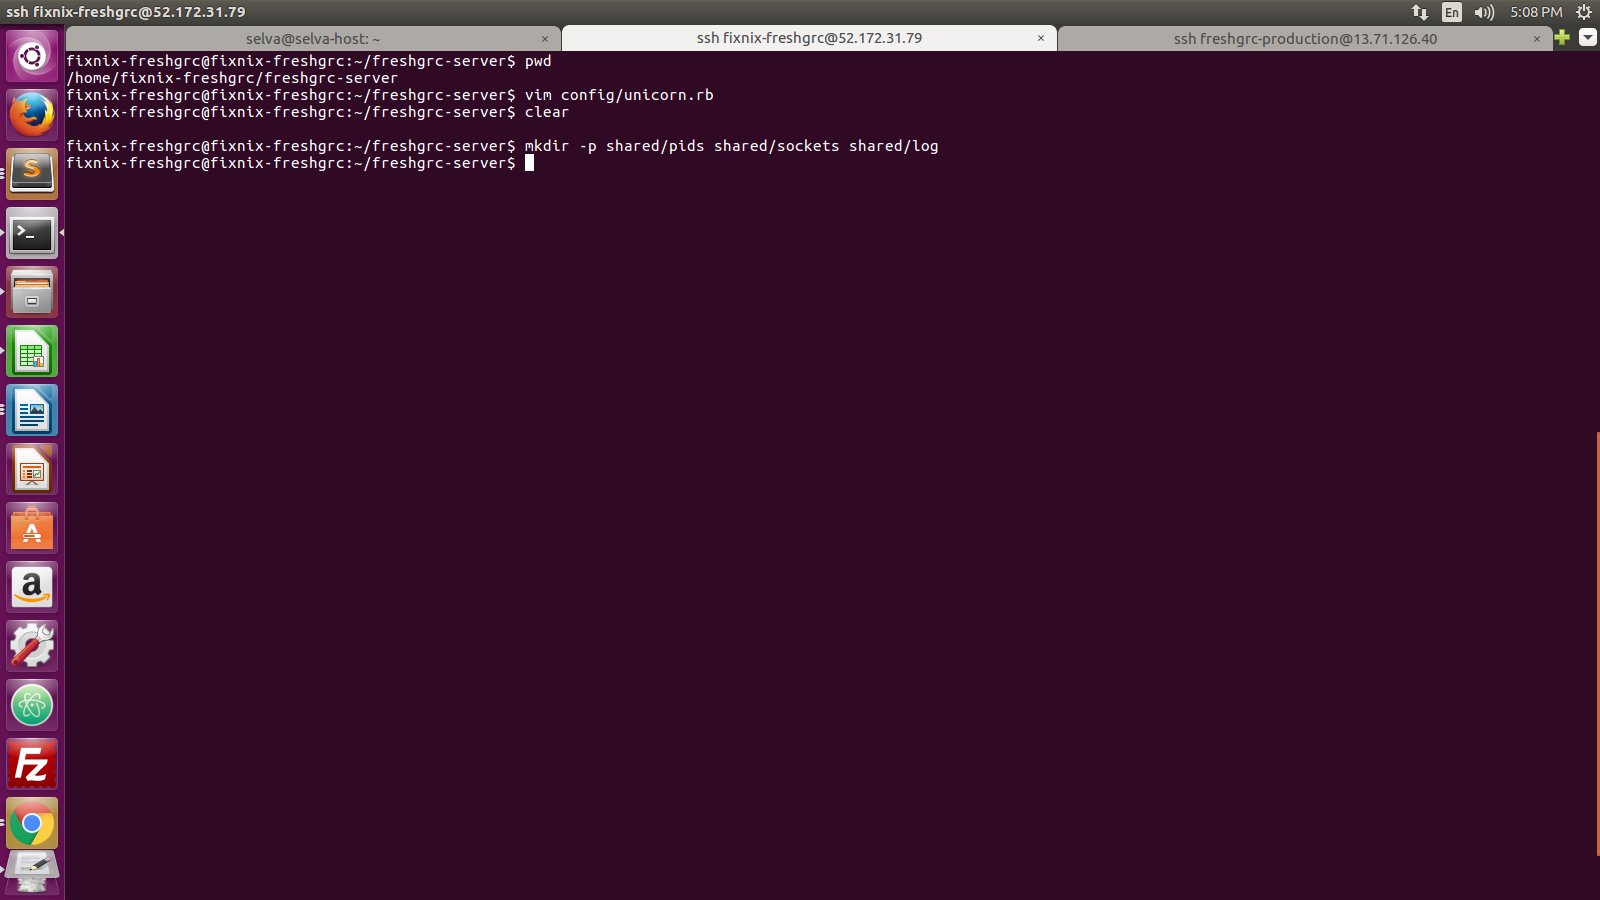 ssh fixnix-freshgrc@52.172.31.79
En
5:08 PM
selva@selva-host: ~
ssh fixnix-freshgrc@52.172.31.79
ssh freshgrc-production@13.71.126.40
fixnix-freshgrc@fixnix-freshgrc:~/freshgrc-server$ pwd
/home/fixnix-freshgrc/freshgrc-server
fixnix-freshgrc@fixnix-freshgrc:~/freshgrc-server$ vim config/unicorn.rb
fixnix-freshgrc@fixnix-freshgrc:~/freshgrc-server$ clear
fixnix-freshgrc@fixnix-freshgrc:~/freshgrc-server$ mkdir -p shared/pids shared/sockets shared/log
fixnix-freshgrc@fixnix-freshgrc:~/freshgrc-server$